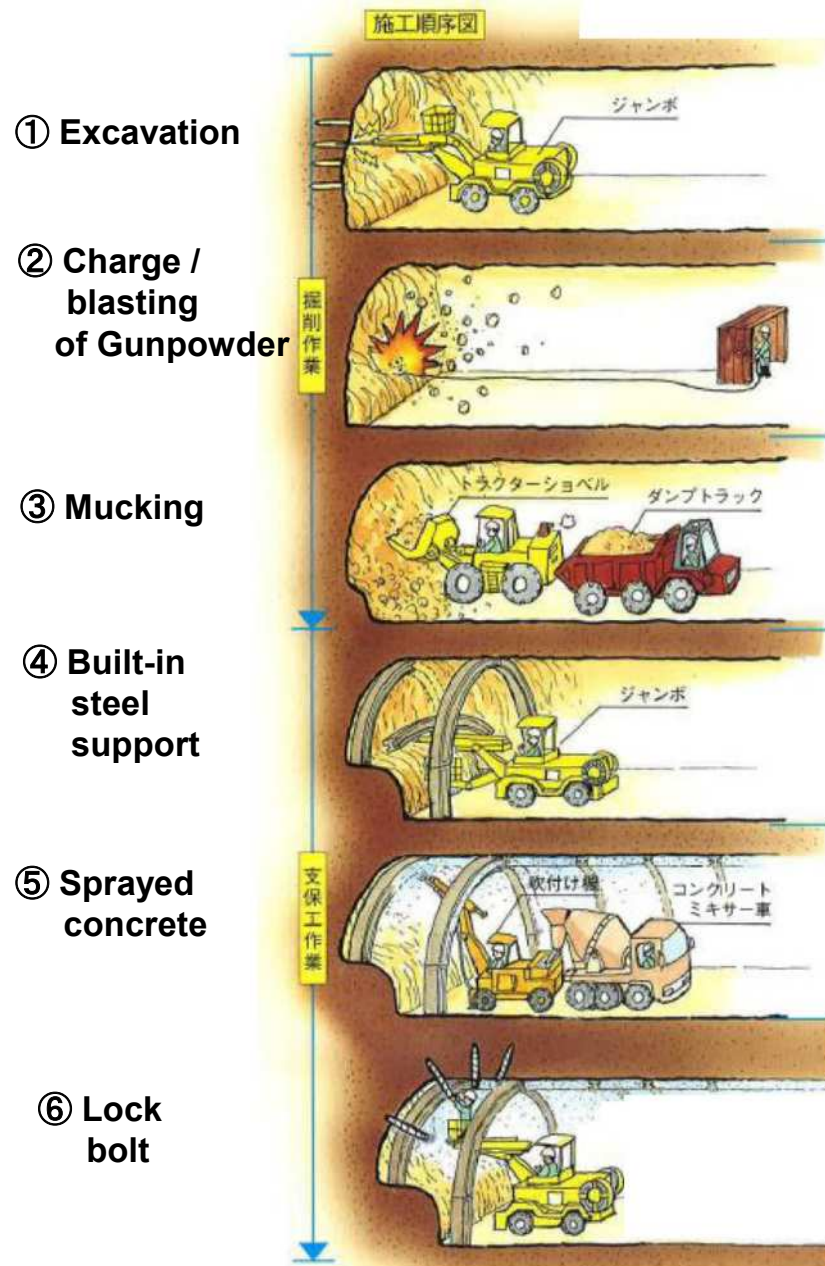 施工順序図
① Excavation
ジャンボ
② Charge /
blasting
of Gunpowder
掘削作業
③ Mucking
トラクターショベル
ダンプトラック
④ Built-in
steel
support
ジャンボ
⑤ Sprayed
concrete
支保工作業
吹付け機
コンクリート
ミキサー車
⑥ Lock
bolt